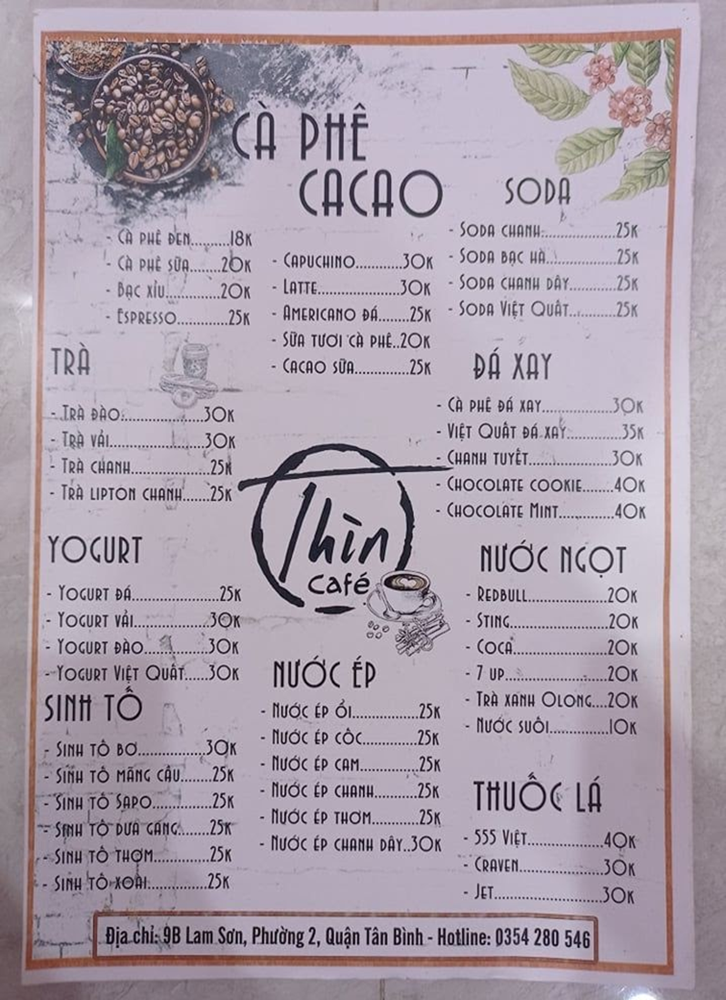 CÀ PHÊ
CACAO
- CÀ PHÊ ĐEN.........18K
- CÀ PHÊ SỮA.......20K
- BẠC XỈU............20K
- ESPRESSO............25K
- CAPUCHINO...........30K
- LATTE...................30K
- AMERICANO ĐÁ.......25K
- SỮA TƯƠI CÀ PHÊ..20K
- CACAO SỮA.............25K
SODA
- SODA CHANH.................25K
- SODA BẠC HÀ................25K
- SODA CHANH DÂY...........25K
- SODA VIỆT QUẤT...........25K
TRÀ
- TRÀ ĐÀO...................30K
- TRÀ VẢI....................30K
- TRÀ CHANH.................25K
- TRÀ LIPTON CHANH......25K
ĐÁ XAY
- CÀ PHÊ ĐÁ XAY................30K
- VIỆT QUẤT ĐÁ XAY............35K
- CHANH TUYẾT...................30K
- CHOCOLATE COOKIE.......40K
- CHOCOLATE MINT............40K
Thìn
Café
YOGURT
- YOGURT ĐÁ...................25K
- YOGURT VẢI.................30K
- YOGURT ĐÀO...............30K
- YOGURT VIỆT QUẤT.....30K
NƯỚC NGỌT
- REDBULL..................20K
- STING.......................20K
- COCA......................20K
- 7 UP........................20K
- TRÀ XANH OLONG....20K
- NƯỚC SUỐI..............10K
SINH TỐ
- SINH TỐ BƠ................30K
- SINH TỐ MÃNG CẦU.......25K
- SINH TỐ SAPO..............25K
- SINH TỐ DƯA GANG.......25K
- SINH TỐ THƠM.............25K
- SINH TỐ XOÀI..............25K
NƯỚC ÉP
- NƯỚC ÉP ỔI...............25K
- NƯỚC ÉP CÓC............25K
- NƯỚC ÉP CAM.............25K
- NƯỚC ÉP CHANH..........25K
- NƯỚC ÉP THƠM...........25K
- NƯỚC ÉP CHANH DÂY..30K
THUỐC LÁ
- 555 VIỆT.................40K
- CRAVEN...................30K
- JET.........................30K
Địa chỉ: 9B Lam Sơn, Phường 2, Quận Tân Bình - Hotline: 0354 280 546